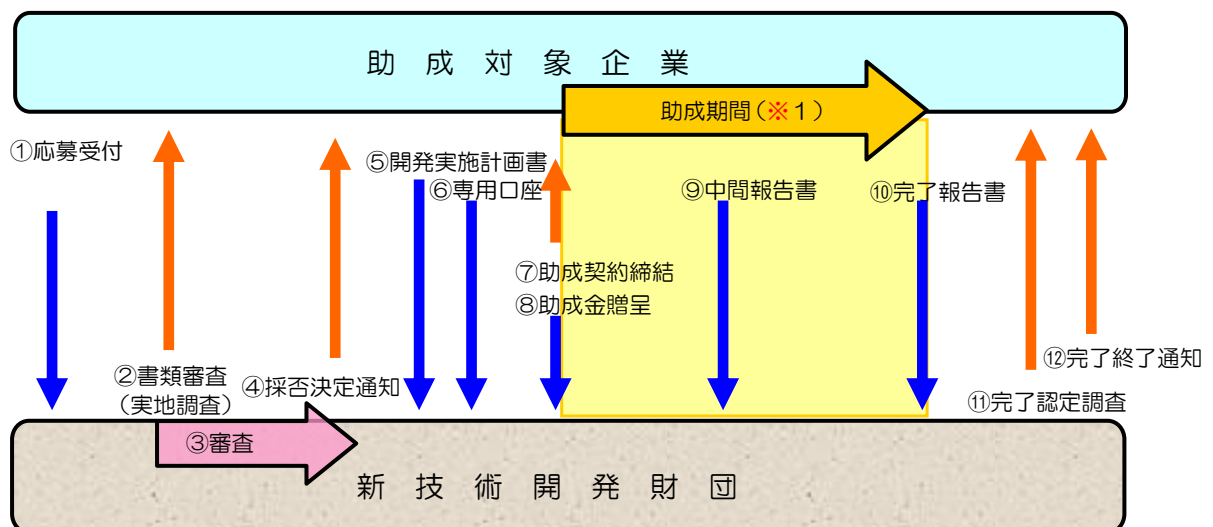 助成対象企業
助成期間(※1)
①応募受付
⑤開発実施計画書
⑥専用口座
⑨中間報告書
⑩完了報告書
⑦助成契約締結
⑧助成金贈呈
②書類審査
(実地調査)
④採否決定通知
⑫完了終了通知
⑪完了認定調査
③審査
新技術開発財団